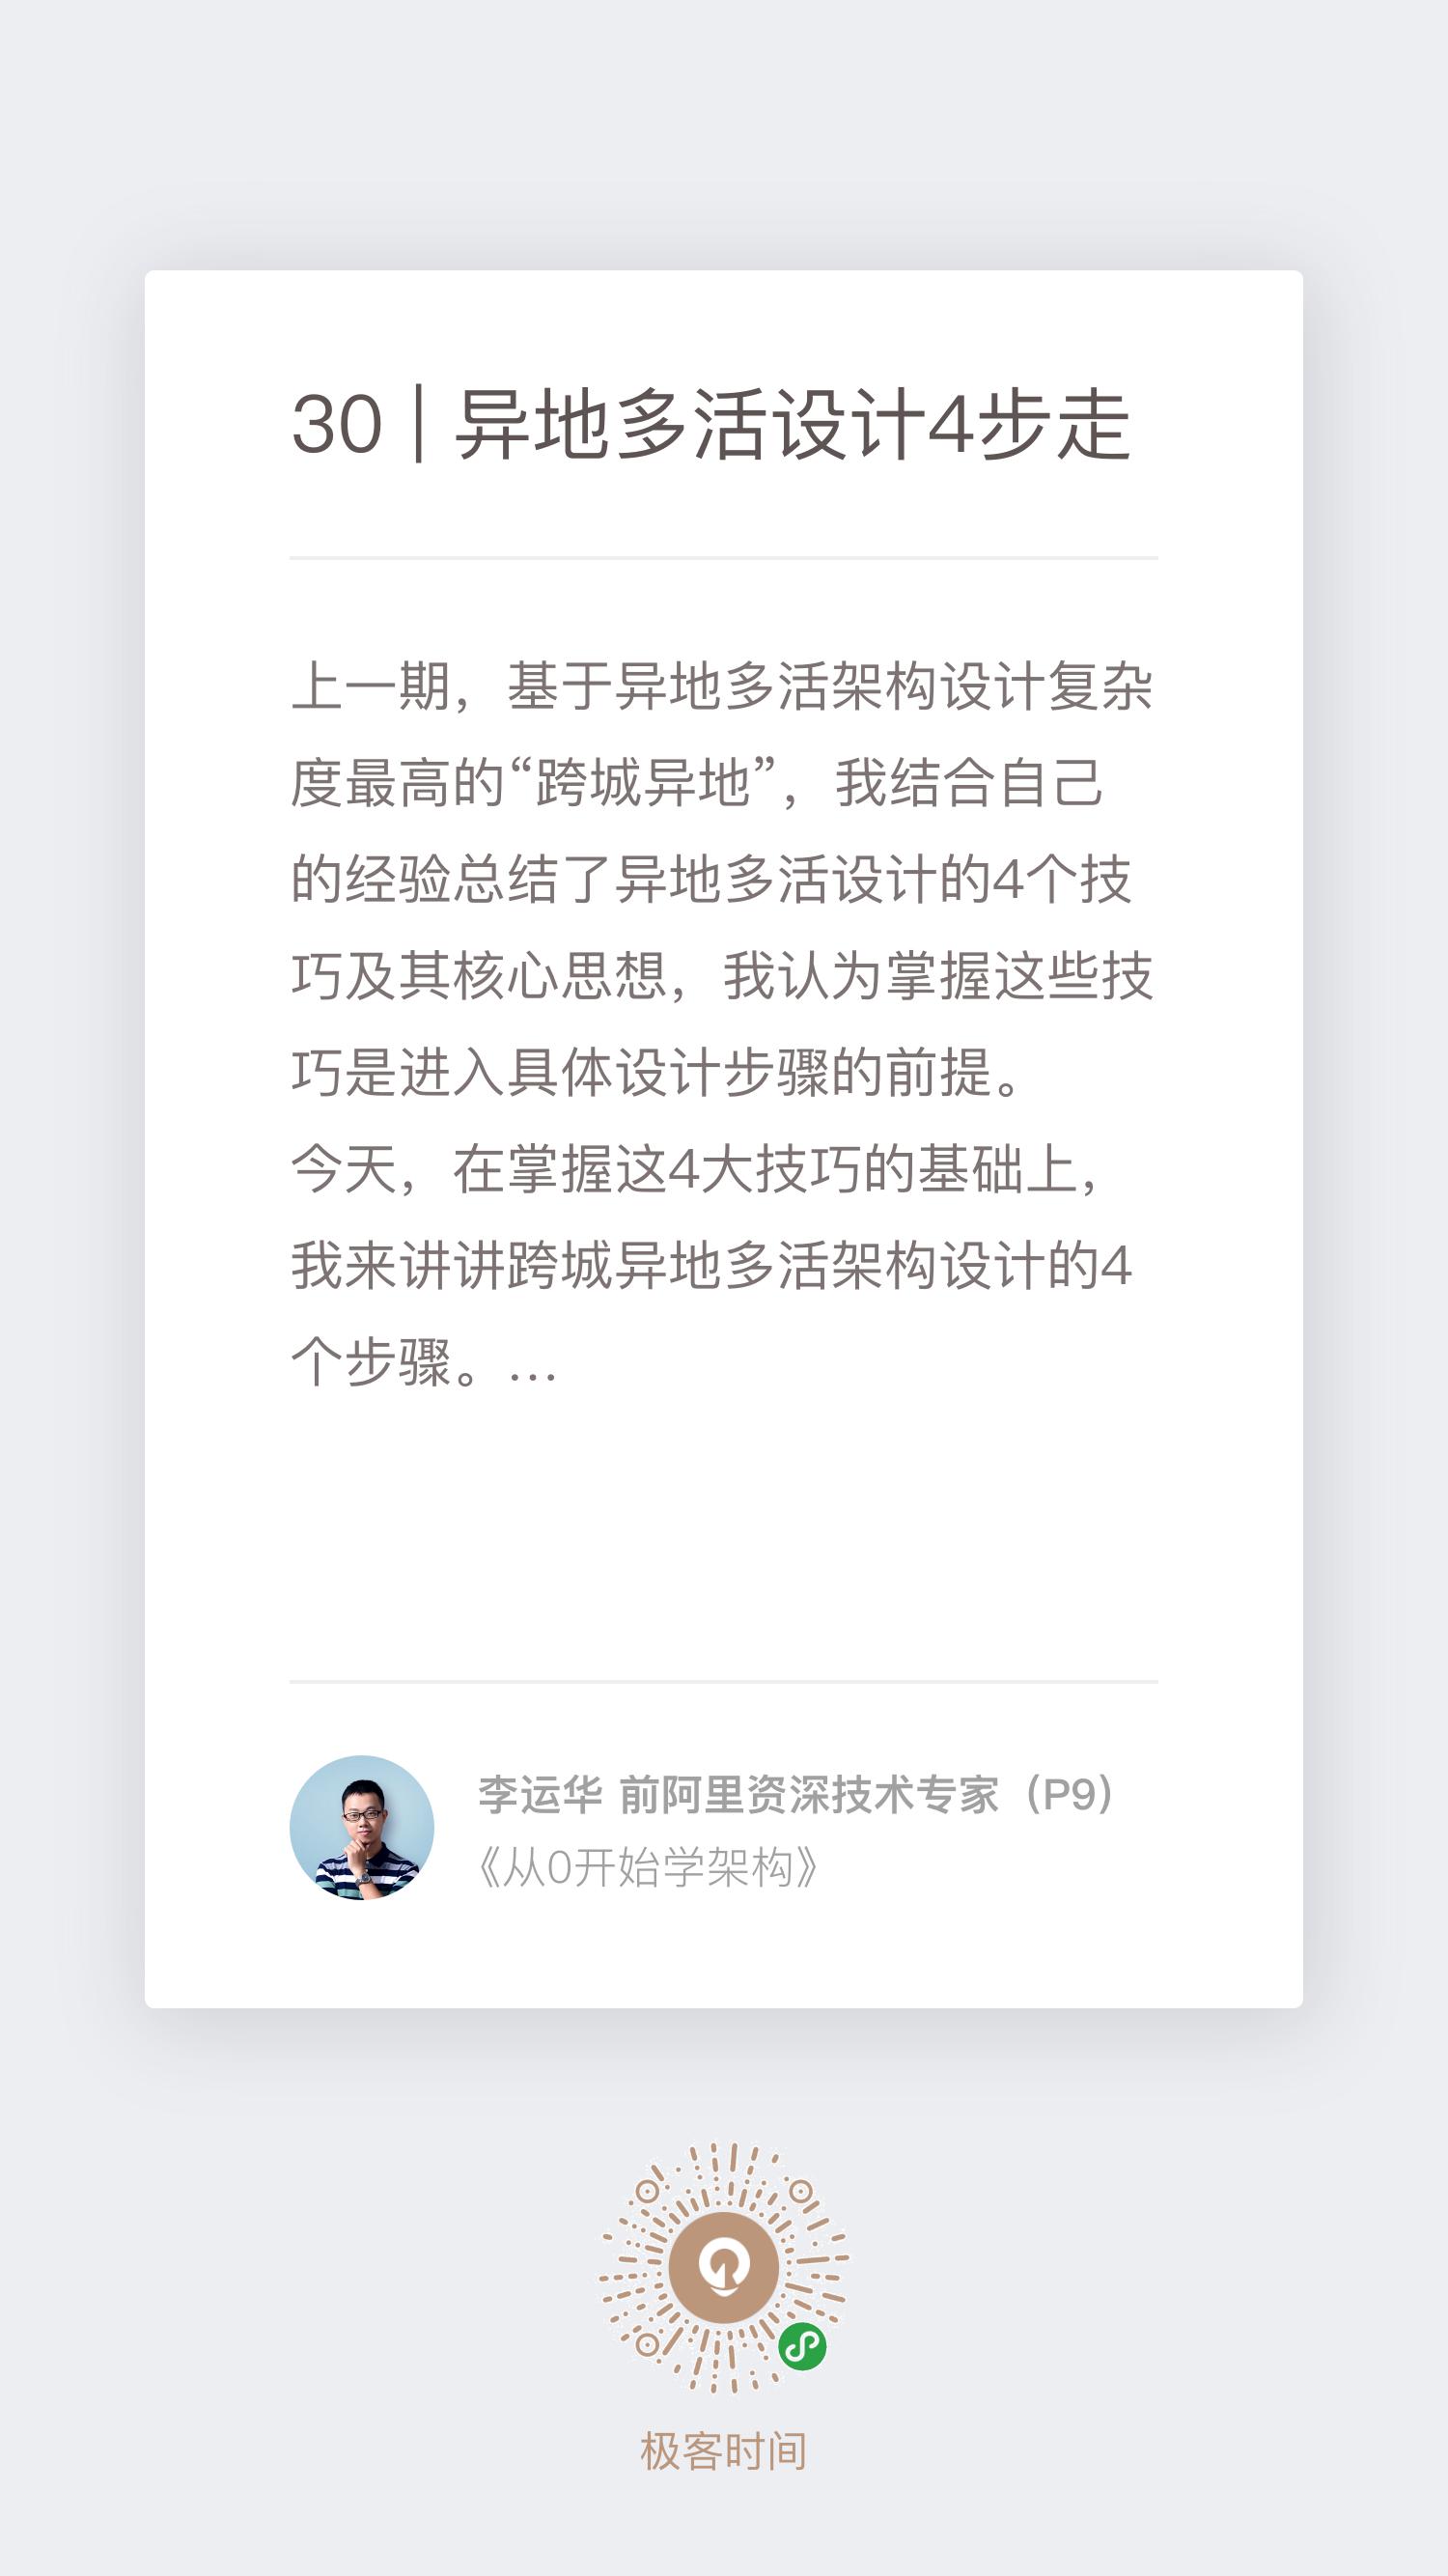 30 | 异地多活设计4步走
上一期，基于异地多活架构设计复杂
度最高的“跨城异地”，我结合自己
的经验总结了异地多活设计的4个技
巧及其核心思想，我认为掌握这些技
巧是进入具体设计步骤的前提。
今天，在掌握这4大技巧的基础上，
我来讲讲跨城异地多活架构设计的4
个步骤。...
李运华 前阿里资深技术专家（P9）
《从0开始学架构》
极客时间